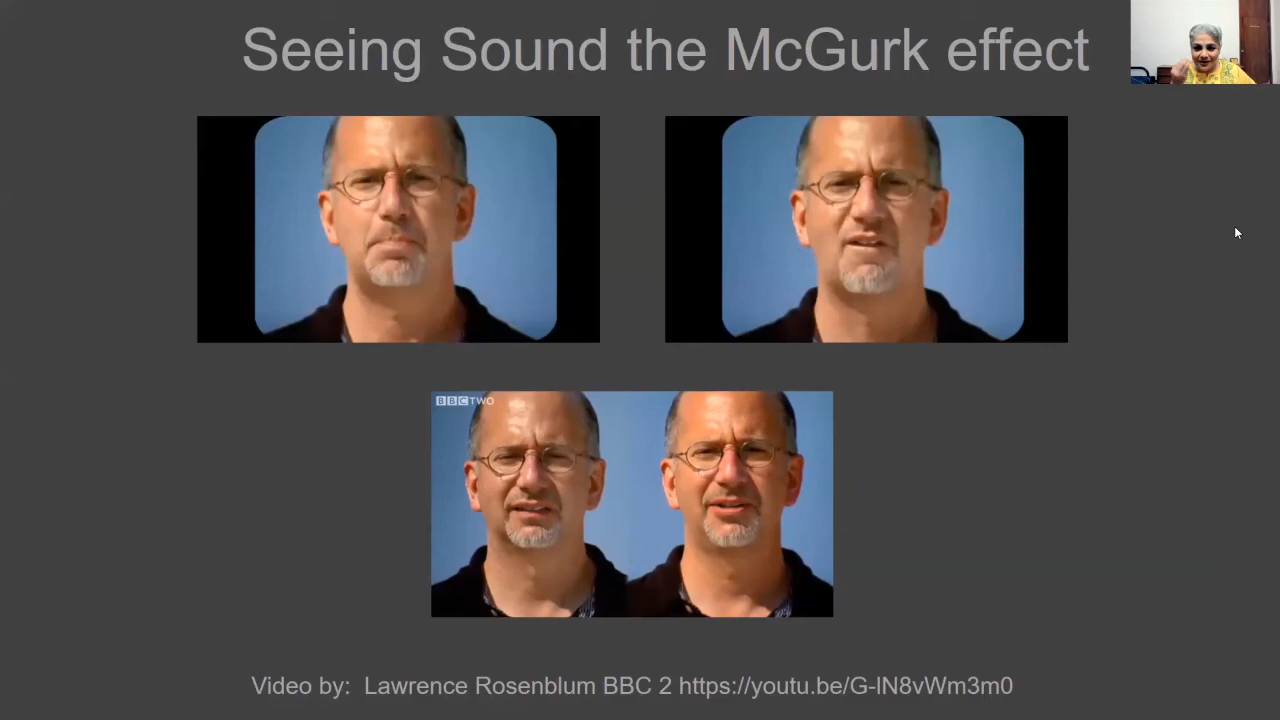 Seeing Sound the McGurk effect
BBC TWO
Video by:  Lawrence Rosenblum BBC 2 https://youtu.be/G-lN8vWm3m0